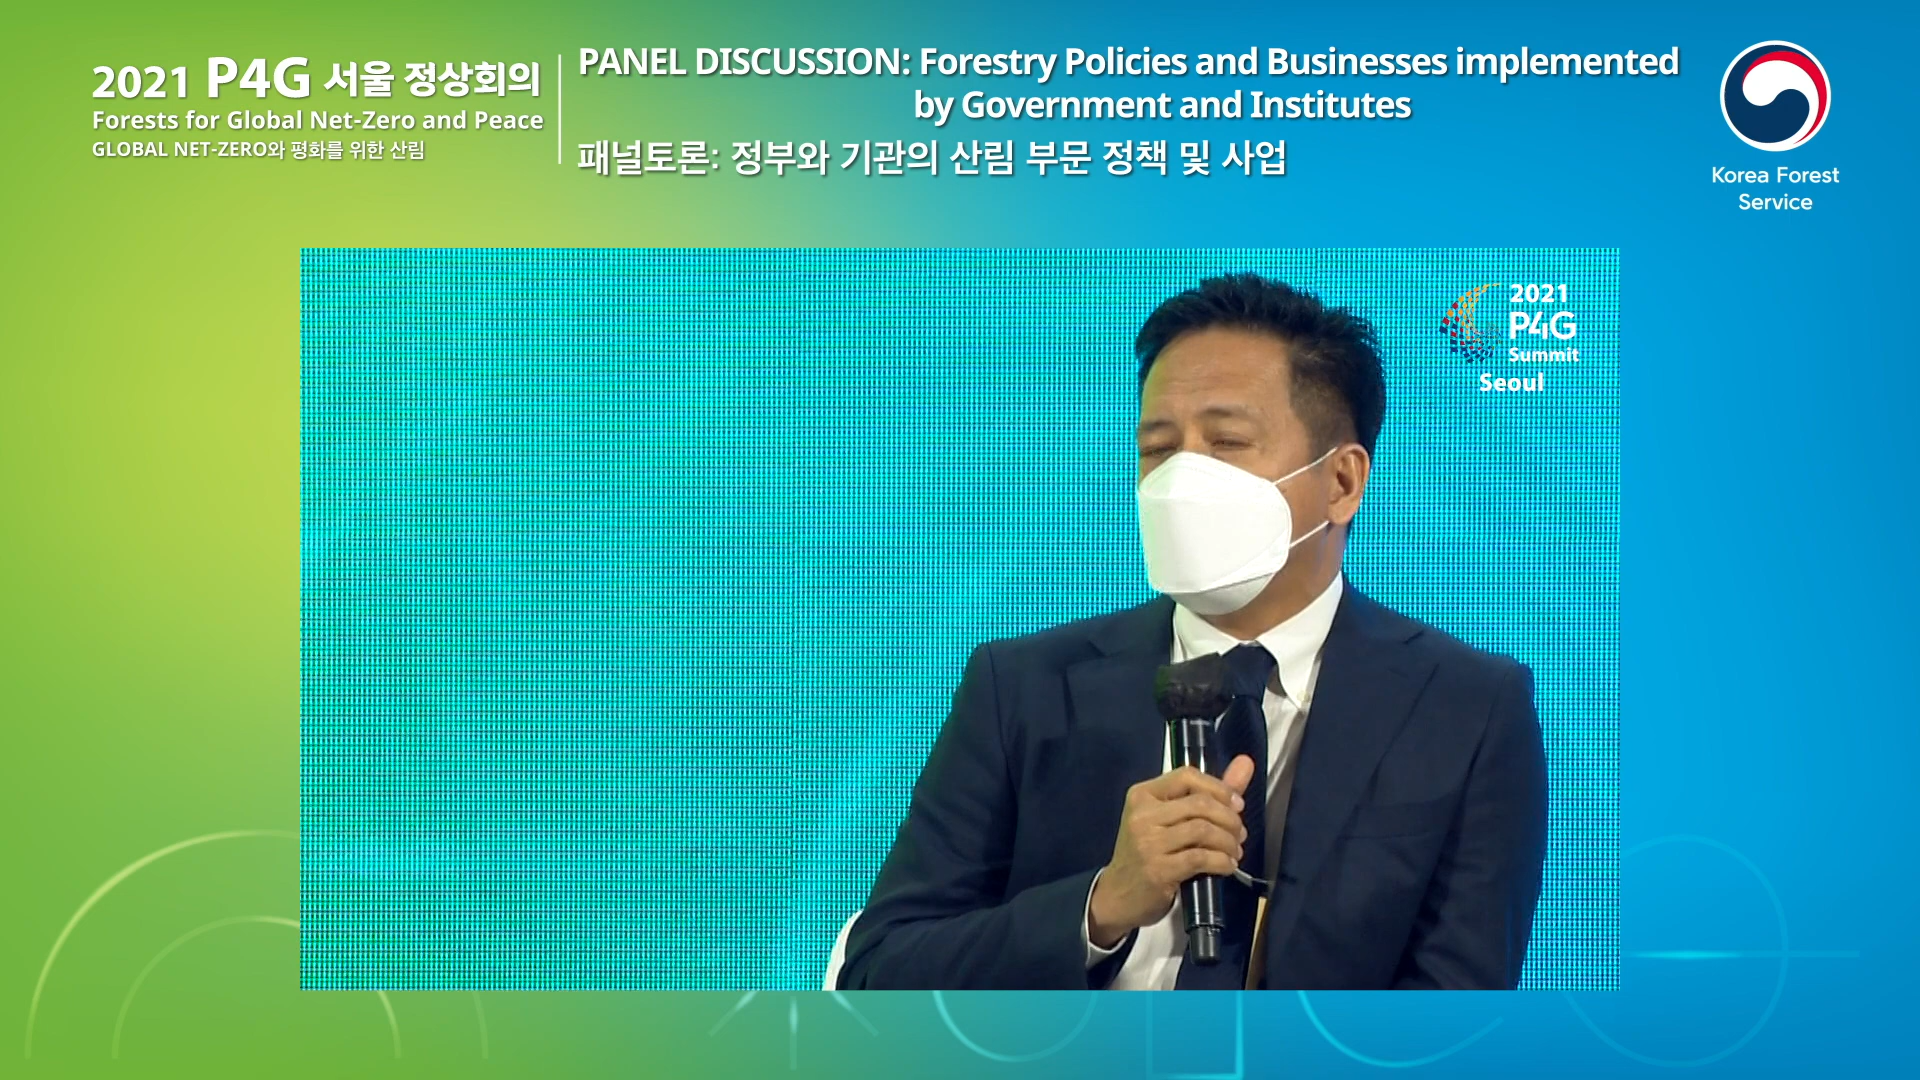 2021 P4G 서울 정상회의
Forests for Global Net-Zero and Peace
GLOBAL NET-ZERO와 평화를 위한 산림
PANEL DISCUSSION: Forestry Policies and Businesses implemented
by Government and Institutes
패널토론: 정부와 기관의 산림 부문 정책 및 사업
Korea Forest
Service
2021
P4G
Summit
Seoul